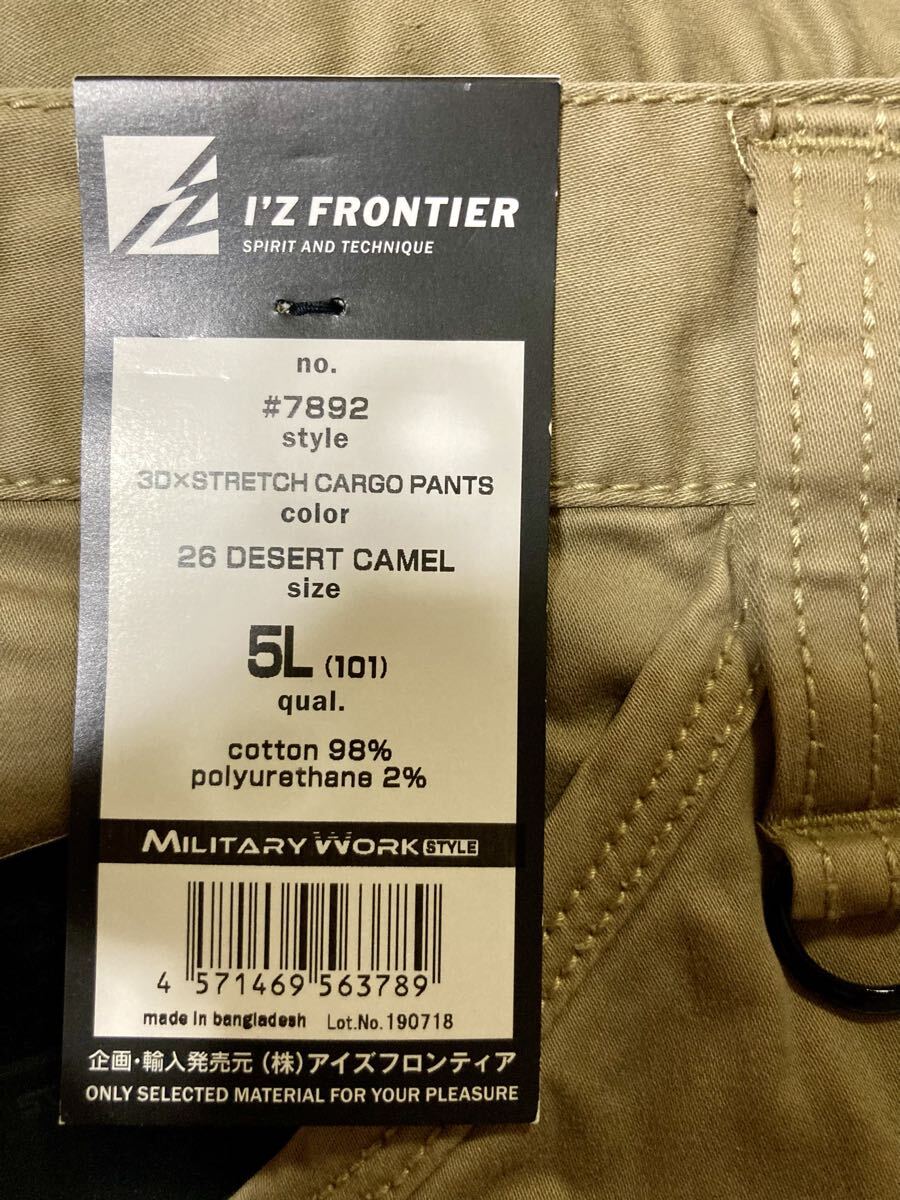 I'Z FRONTIER
SPIRIT AND TECHNIQUE
no.
#7892
style
3D×STRETCH CARGO PANTS
color
26 DESERT CAMEL
size
5L (101)
qual.
cotton 98%
polyurethane 2%
MILITARY WORK STYLE
4 571469 563789
made in bangladesh Lot.No.190718
企画・輸入発売元 (株)アイズフロンティア
ONLY SELECTED MATERIAL FOR YOUR PLEASURE